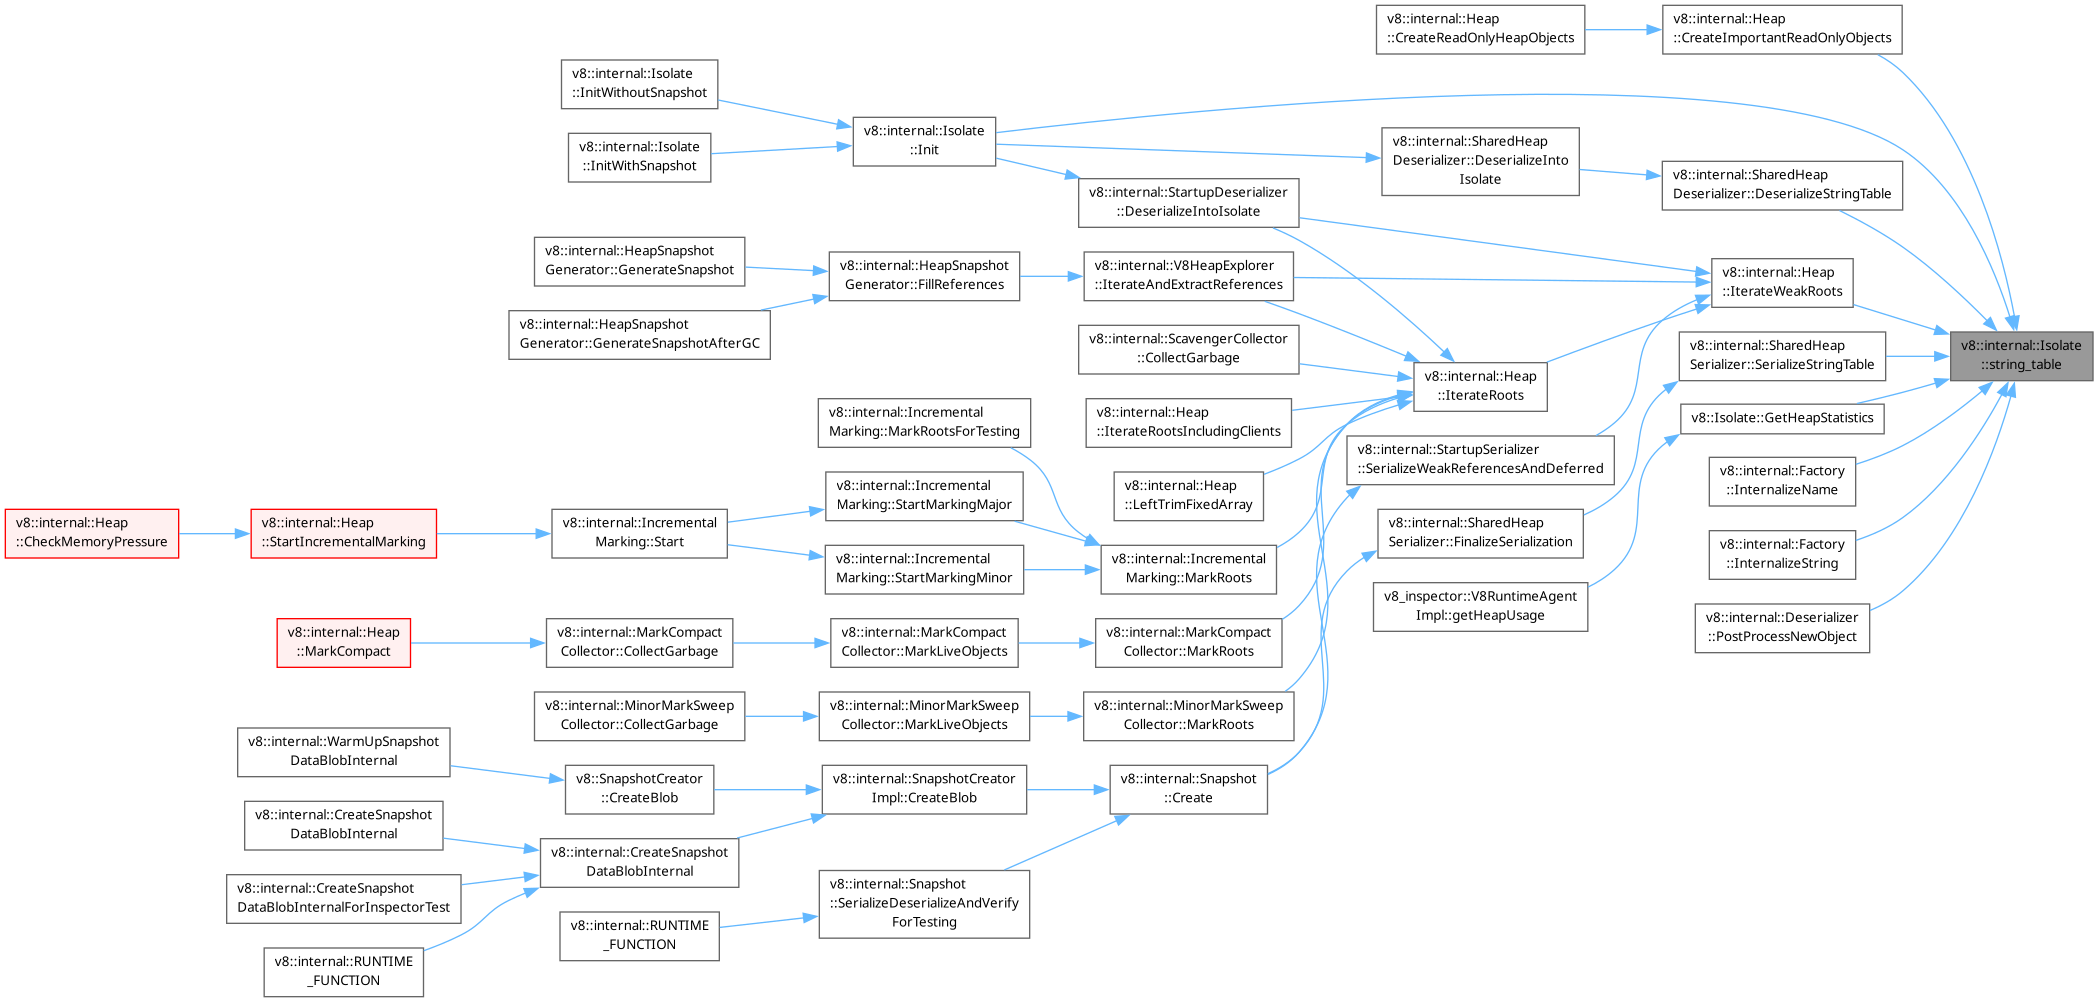 v8::internal::Heap
::CreateReadOnlyHeapObjects
v8::internal::Heap
::CreateImportantReadOnlyObjects
v8::internal::Isolate
::InitWithoutSnapshot
v8::internal::Isolate
::Init
v8::internal::Isolate
::InitWithSnapshot
v8::internal::SharedHeap
Deserializer::DeserializeInto
Isolate
v8::internal::SharedHeap
Deserializer::DeserializeStringTable
v8::internal::StartupDeserializer
::DeserializeIntoIsolate
v8::internal::HeapSnapshot
Generator::GenerateSnapshot
v8::internal::HeapSnapshot
Generator::FillReferences
v8::internal::V8HeapExplorer
::IterateAndExtractReferences
v8::internal::Heap
::IterateWeakRoots
v8::internal::HeapSnapshot
Generator::GenerateSnapshotAfterGC
v8::internal::ScavengerCollector
::CollectGarbage
v8::internal::SharedHeap
Serializer::SerializeStringTable
v8::internal::Isolate
::string_table
v8::internal::Heap
::IterateRoots
v8::internal::Incremental
Marking::MarkRootsForTesting
v8::internal::Heap
::IterateRootsIncludingClients
v8::Isolate::GetHeapStatistics
v8::internal::StartupSerializer
::SerializeWeakReferencesAndDeferred
v8::internal::Factory
::InternalizeName
v8::internal::Incremental
Marking::StartMarkingMajor
v8::internal::Heap
::LeftTrimFixedArray
v8::internal::Heap
::CheckMemoryPressure
v8::internal::Heap
::StartIncrementalMarking
v8::internal::Incremental
Marking::Start
v8::internal::SharedHeap
Serializer::FinalizeSerialization
v8::internal::Factory
::InternalizeString
v8::internal::Incremental
Marking::StartMarkingMinor
v8::internal::Incremental
Marking::MarkRoots
v8_inspector::V8RuntimeAgent
Impl::getHeapUsage
v8::internal::Deserializer
::PostProcessNewObject
v8::internal::Heap
::MarkCompact
v8::internal::MarkCompact
Collector::CollectGarbage
v8::internal::MarkCompact
Collector::MarkLiveObjects
v8::internal::MarkCompact
Collector::MarkRoots
v8::internal::MinorMarkSweep
Collector::CollectGarbage
v8::internal::MinorMarkSweep
Collector::MarkLiveObjects
v8::internal::MinorMarkSweep
Collector::MarkRoots
v8::internal::WarmUpSnapshot
DataBlobInternal
v8::SnapshotCreator
::CreateBlob
v8::internal::SnapshotCreator
Impl::CreateBlob
v8::internal::Snapshot
::Create
v8::internal::CreateSnapshot
DataBlobInternal
v8::internal::CreateSnapshot
DataBlobInternal
v8::internal::CreateSnapshot
DataBlobInternalForInspectorTest
v8::internal::Snapshot
::SerializeDeserializeAndVerify
ForTesting
v8::internal::RUNTIME
_FUNCTION
v8::internal::RUNTIME
_FUNCTION